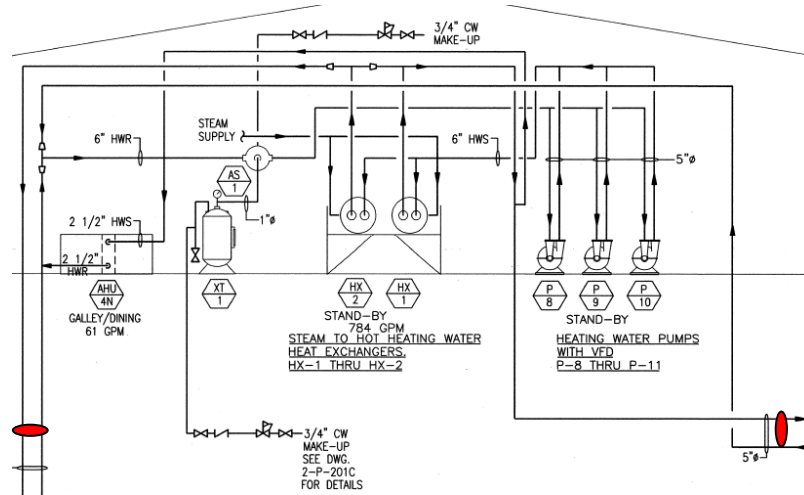 3/4" CW
MAKE-UP
STEAM
SUPPLY
6" HWR
6" HWS
5"ø
AS
1
1"ø
2 1/2" HWS
2 1/2"
HWR
AHU
4N
GALLEY/DINING
61 GPM
XT
1
HX
2
HX
1
STAND-BY
784 GPM
STEAM TO HOT HEATING WATER
HEAT EXCHANGERS.
HX-1 THRU HX-2
P
8
P
9
P
10
STAND-BY
HEATING WATER PUMPS
WITH VFD
P-8 THRU P-11
3/4" CW
MAKE-UP
SEE DWG.
2-P-201C
FOR DETAILS
5"ø